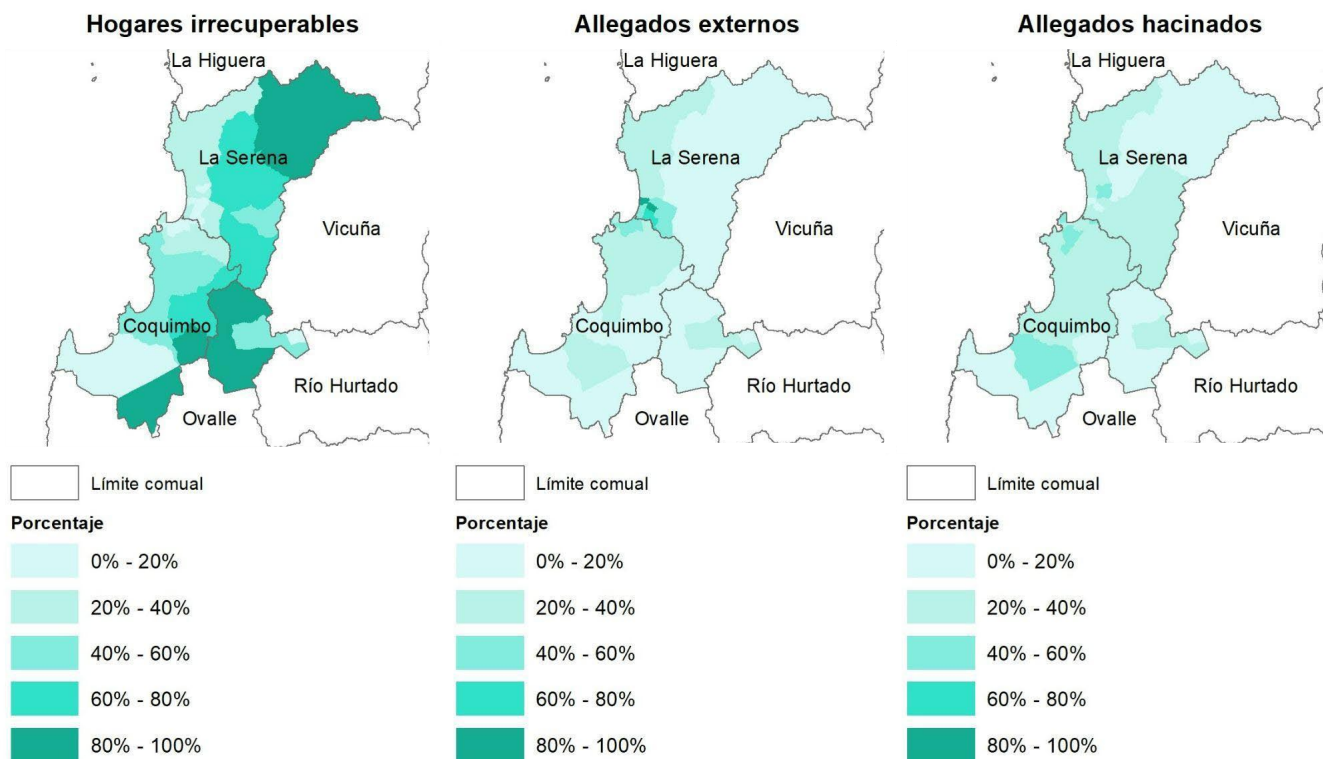 Hogares irrecuperables
La Higuera
La Serena
Vicuña
Coquimbo
Río Hurtado
Ovalle
Límite comual
Porcentaje
0% - 20%
20% - 40%
40% - 60%
60% - 80%
80% - 100%
Allegados externos
La Higuera
La Serena
Vicuña
Coquimbo
Río Hurtado
Ovalle
Límite comual
Porcentaje
0% - 20%
20% - 40%
40% - 60%
60% - 80%
80% - 100%
Allegados hacinados
La Higuera
La Serena
Vicuña
Coquimbo
Río Hurtado
Ovalle
Límite comual
Porcentaje
0% - 20%
20% - 40%
40% - 60%
60% - 80%
80% - 100%